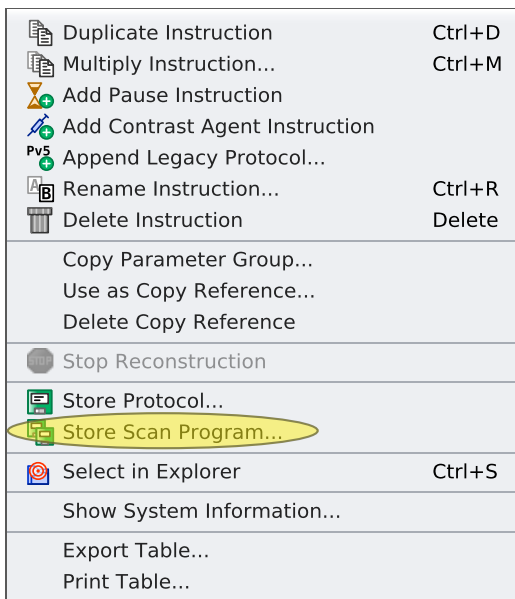 Duplicate Instruction Ctrl+D
Multiply Instruction... Ctrl+M
Add Pause Instruction
Add Contrast Agent Instruction
Pv5 Append Legacy Protocol...
A B Rename Instruction... Ctrl+R
Delete Instruction Delete
Copy Parameter Group...
Use as Copy Reference...
Delete Copy Reference
STOP Stop Reconstruction
Store Protocol...
Store Scan Program...
Select in Explorer Ctrl+S
Show System Information...
Export Table...
Print Table...